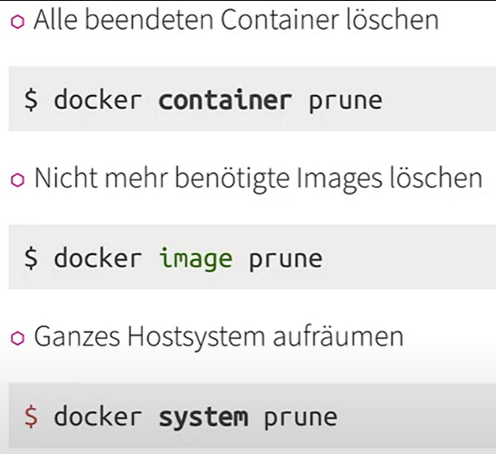 Alle beendeten Container löschen
$ docker container prune
Nicht mehr benötigte Images löschen
$ docker image prune
Ganzes Hostsystem aufräumen
$ docker system prune